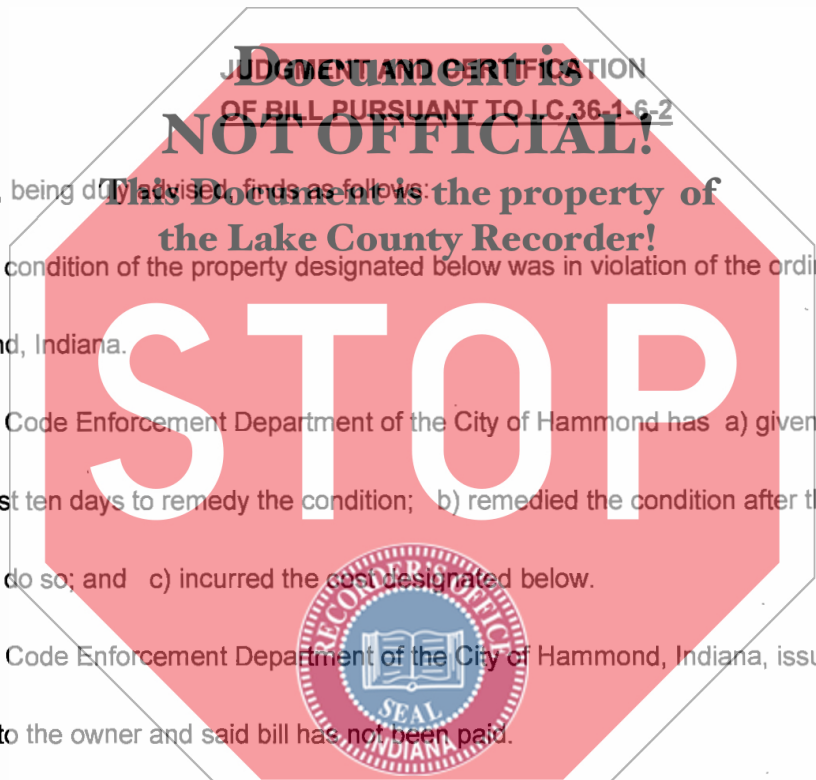 JUDGMENT AND CERTIFICATION
Document is
OF BILL PURSUANT TO I.C. 36-1-6-2
NOT OFFICIAL!
being duly advised, finds as follows:
This Document is the property of
the Lake County Recorder!
condition of the property designated below was in violation of the ordi
nd, Indiana.
STOP
Code Enforcement Department of the City of Hammond has a) given
st ten days to remedy the condition; b) remedied the condition after t
do so; and c) incurred the cost designated below.
RECORDER'S OFFICE
Code Enforcement Department of the City of Hammond, Indiana, issu
SEAL
to the owner and said bill has not been paid.
INDIANA